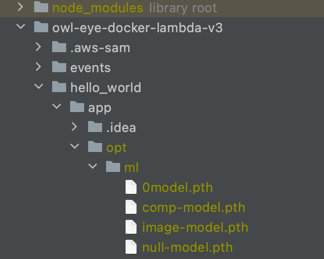 node_modules library root
owl-eye-docker-lambda-v3
.aws-sam
events
hello_world
app
.idea
opt
ml
0model.pth
comp-model.pth
image-model.pth
null-model.pth